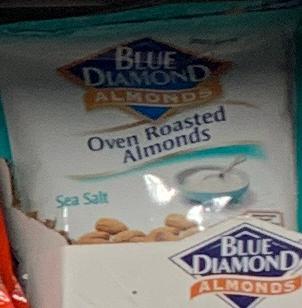 BLUE
DIAMOND
ALMONDS
Oven Roasted
Almonds
Sea Salt
BLUE
DIAMOND
ALMONDS